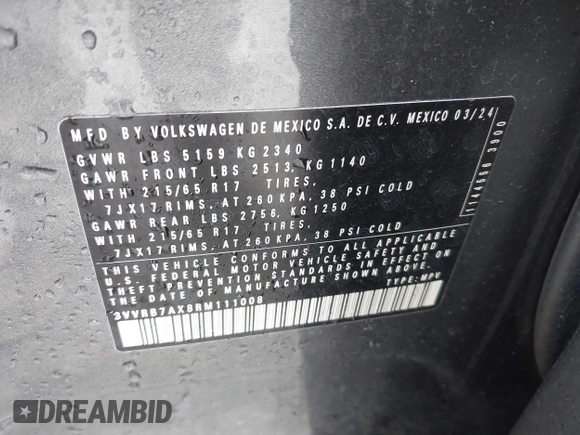 MFD BY VOLKSWAGEN DE MEXICO S.A. DE C.V. MEXICO 03/24
GVWR LBS 5159 KG 2340
GAWR FRONT LBS 2513, KG 1140
WITH 215/65 R17 TIRES,
7JX17 RIMS, AT 260 KPA, 38 PSI COLD
GAWR REAR LBS 2756, KG 1250
WITH 215/65 R17 TIRES,
7JX17 RIMS, AT 260 KPA, 38 PSI COLD
THIS VEHICLE CONFORMS TO ALL APPLICABLE
U.S. FEDERAL MOTOR VEHICLE SAFETY AND
THEFT PREVENTION STANDARDS IN EFFECT ON
THE DATE OF MANUFACTURE SHOWN ABOVE.
3VVRB7AX8RM111008
TYPE: MPV
1144558 3900
DREAMBID